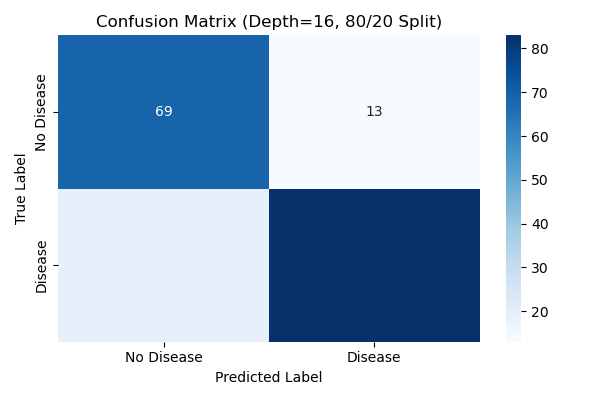 Confusion Matrix (Depth=16, 80/20 Split)
No Disease
69
13
Disease
True Label
No Disease
Disease
Predicted Label
80
70
60
50
40
30
20